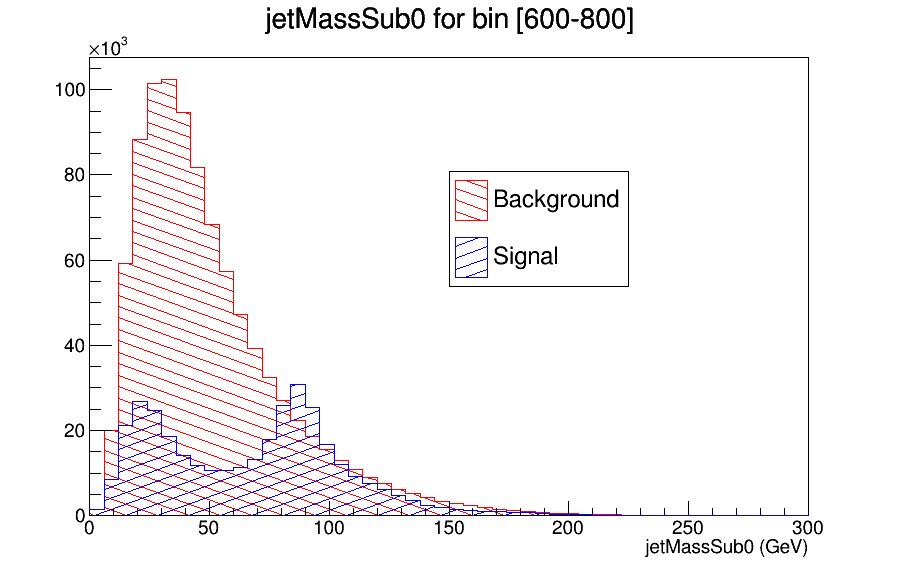 jetMassSub0 for bin [600-800]
×10³
100
80
60
40
20
0
Background
Signal
0 50 100 150 200 250 300
jetMassSub0 (GeV)